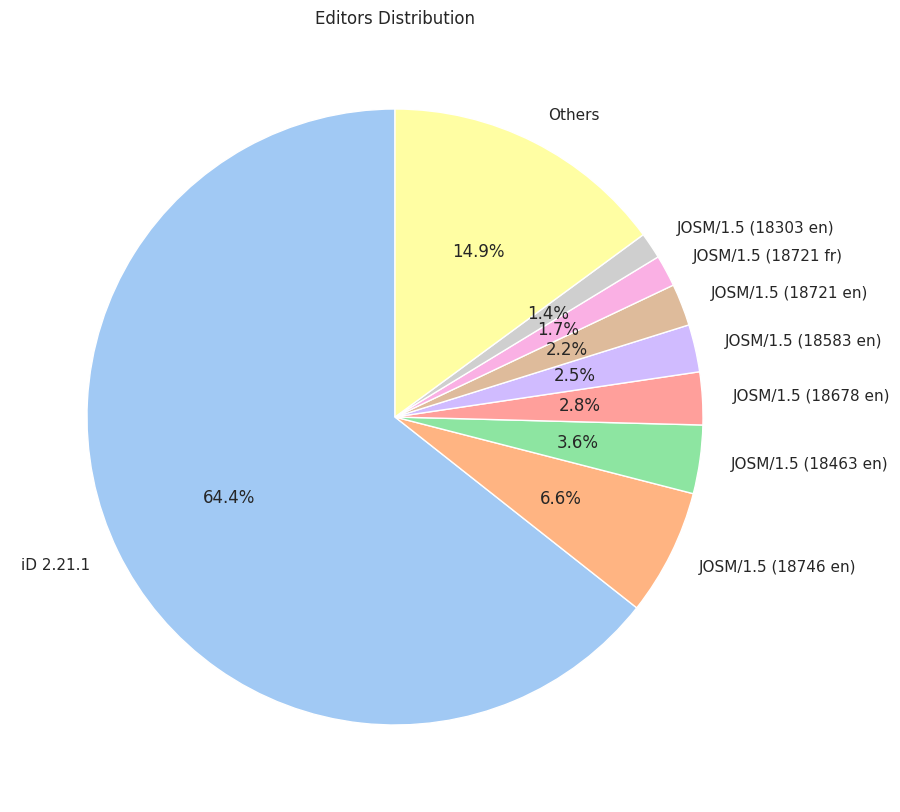 Editors Distribution
Others
14.9%
JOSM/1.5 (18303 en)
1.4%
JOSM/1.5 (18721 fr)
1.7%
JOSM/1.5 (18721 en)
2.2%
JOSM/1.5 (18583 en)
2.5%
JOSM/1.5 (18678 en)
2.8%
JOSM/1.5 (18463 en)
3.6%
JOSM/1.5 (18746 en)
6.6%
64.4%
iD 2.21.1